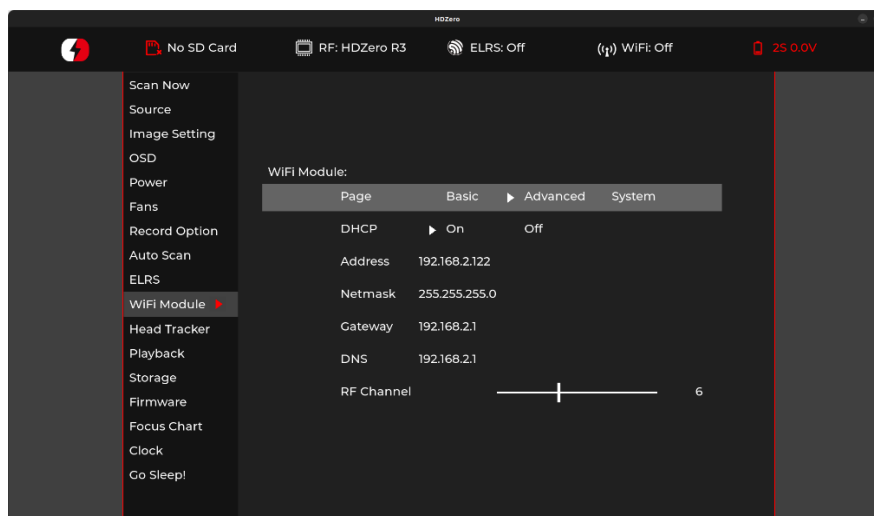 HDZero
No SD Card RF: HDZero R3 ELRS: Off WiFi: Off 2S 0.0V
Scan Now
Source
Image Setting
OSD
Power
Fans
Record Option
Auto Scan
ELRS
WiFi Module
Head Tracker
Playback
Storage
Firmware
Focus Chart
Clock
Go Sleep!
WiFi Module:
Page Basic Advanced System
DHCP On Off
Address 192.168.2.122
Netmask 255.255.255.0
Gateway 192.168.2.1
DNS 192.168.2.1
RF Channel 6